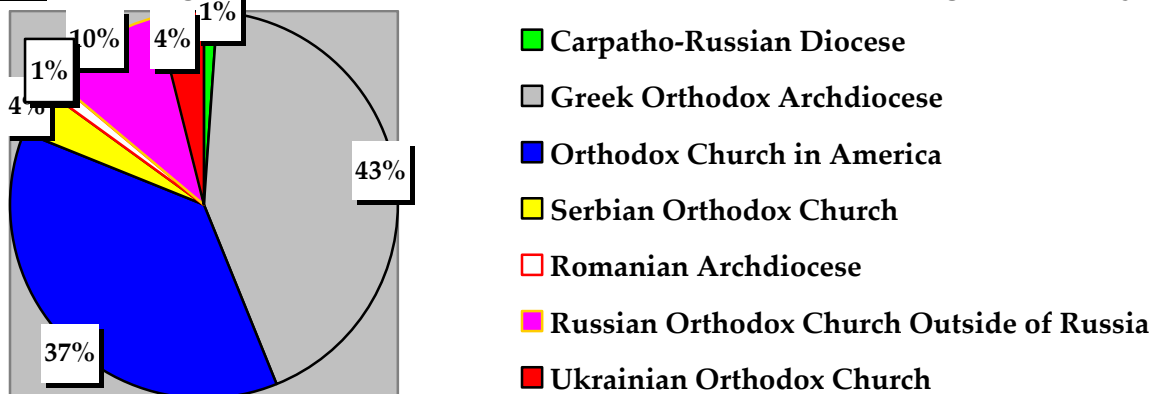 1%
10%
4%
1%
4%
43%
37%
Carpatho-Russian Diocese
Greek Orthodox Archdiocese
Orthodox Church in America
Serbian Orthodox Church
Romanian Archdiocese
Russian Orthodox Church Outside of Russia
Ukrainian Orthodox Church